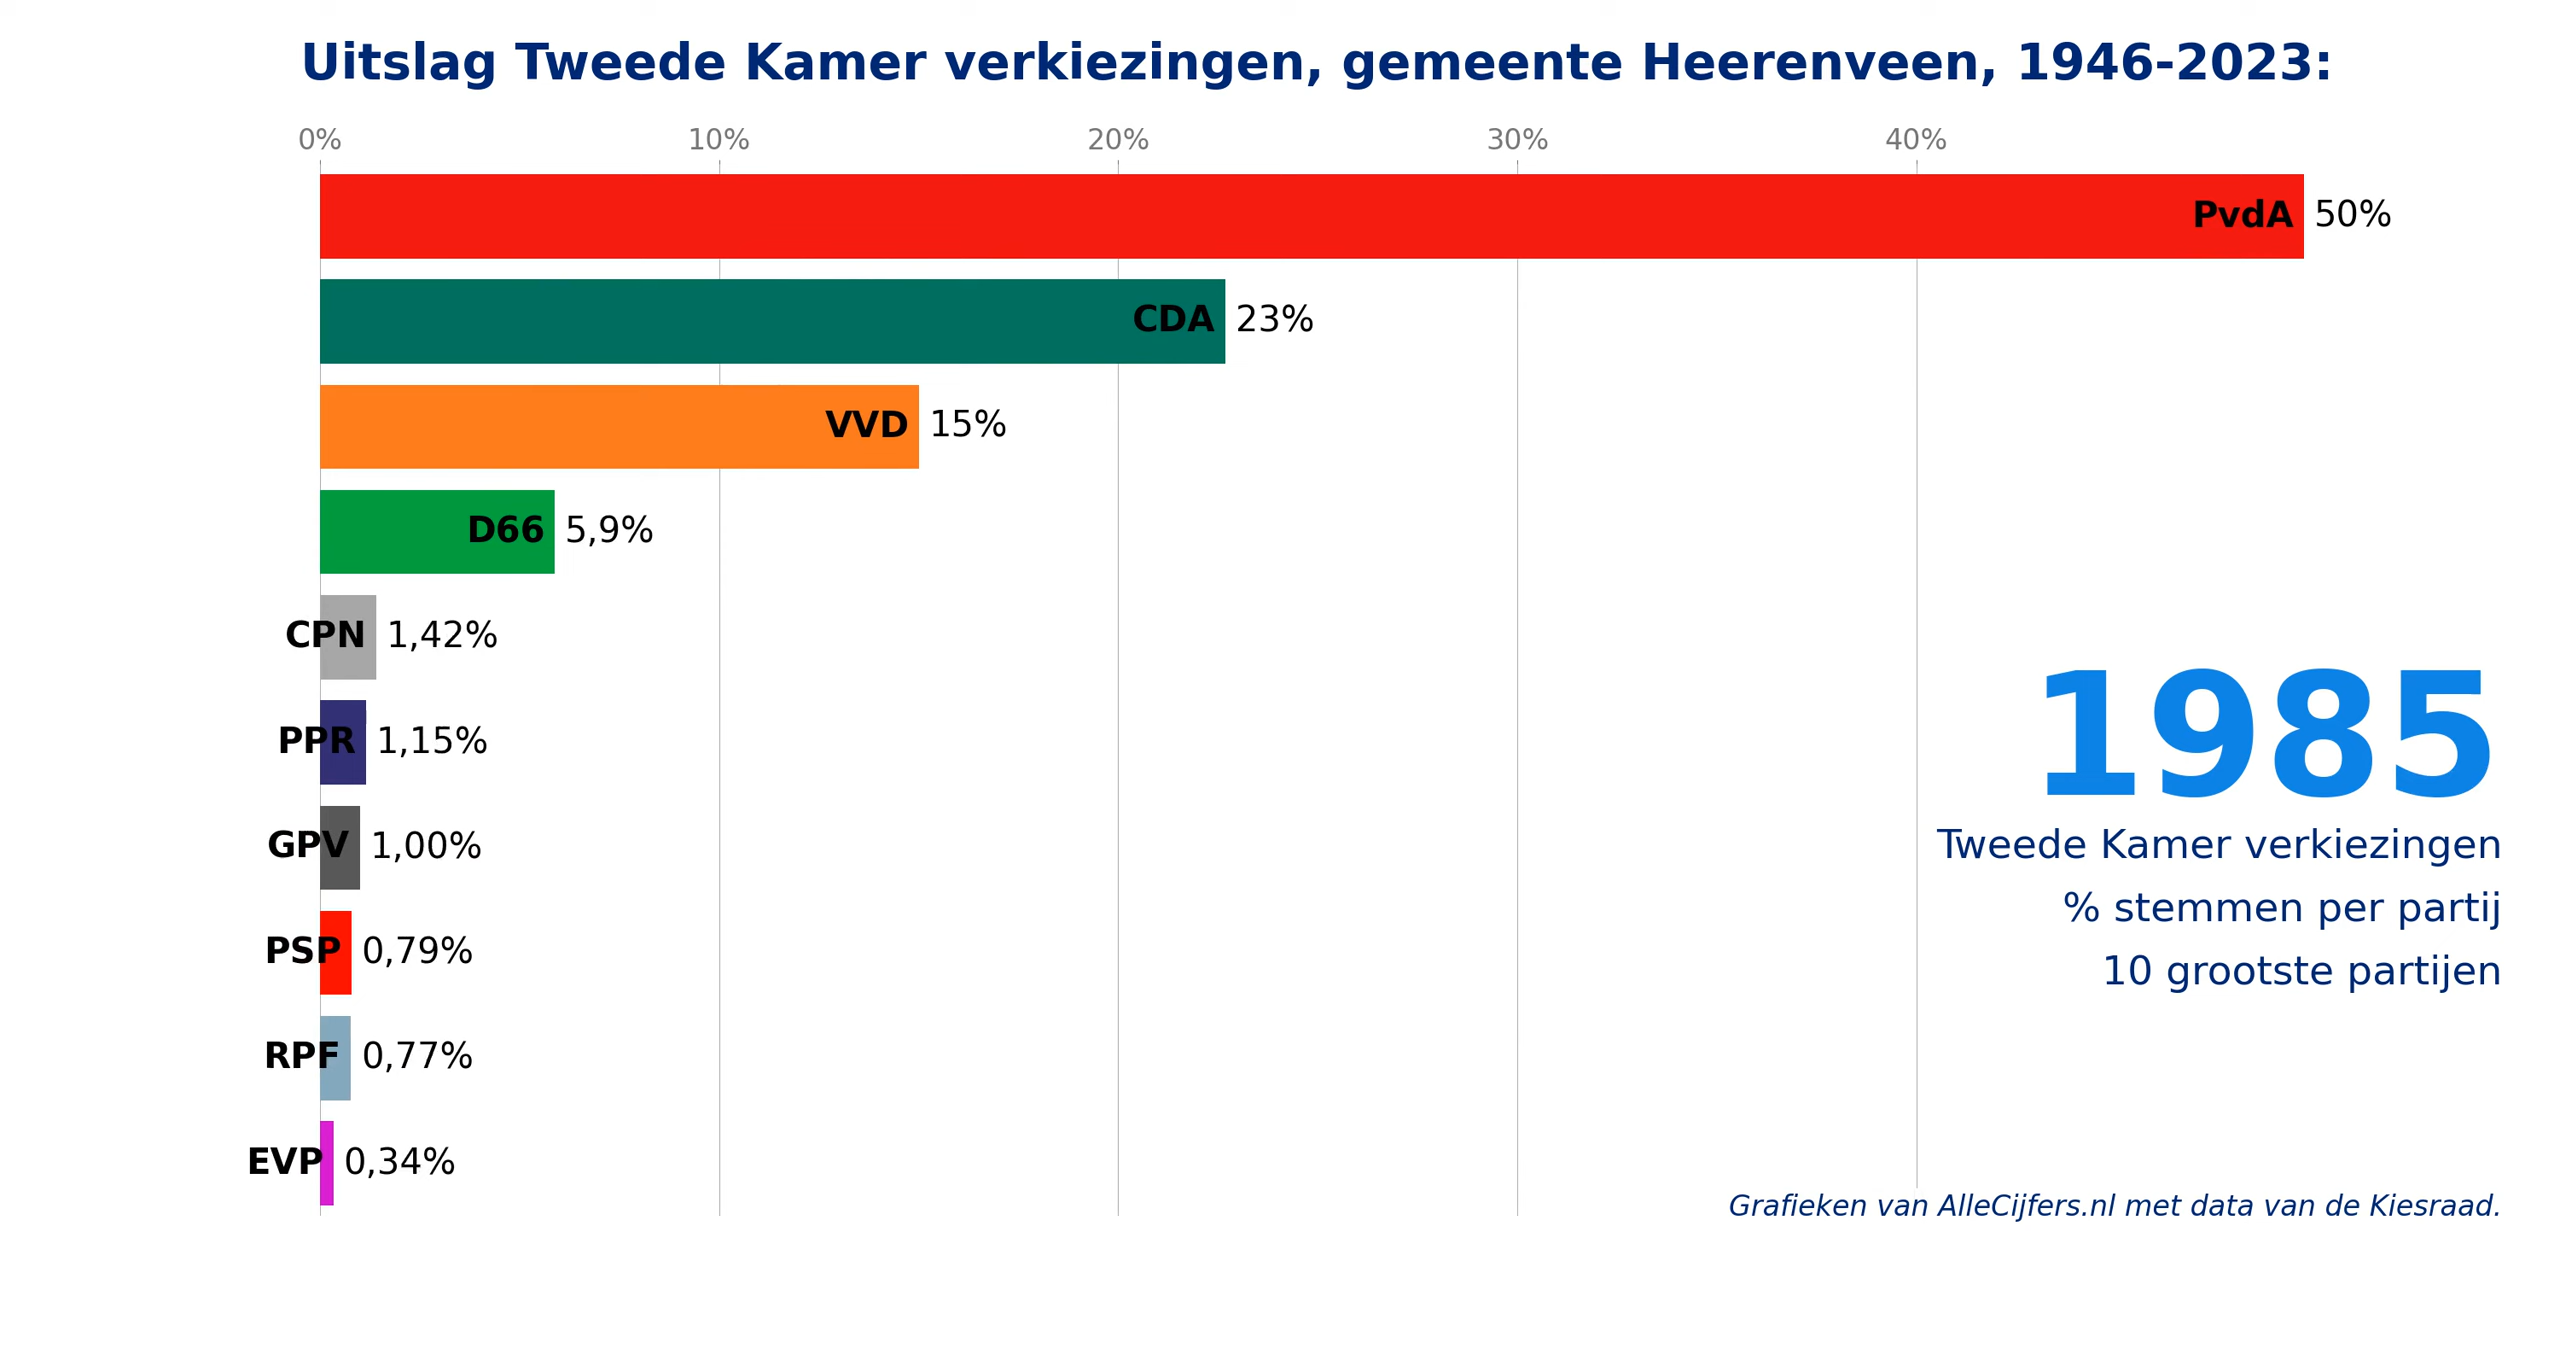 Uitslag Tweede Kamer verkiezingen, gemeente Heerenveen, 1946-2023:
0% 10% 20% 30% 40%
PvdA 50%
CDA 23%
VVD 15%
D66 5,9%
CPN 1,42%
PPR 1,15%
GPV 1,00%
PSP 0,79%
RPF 0,77%
EVP 0,34%
1985
Tweede Kamer verkiezingen
% stemmen per partij
10 grootste partijen
Grafieken van AlleCijfers.nl met data van de Kiesraad.